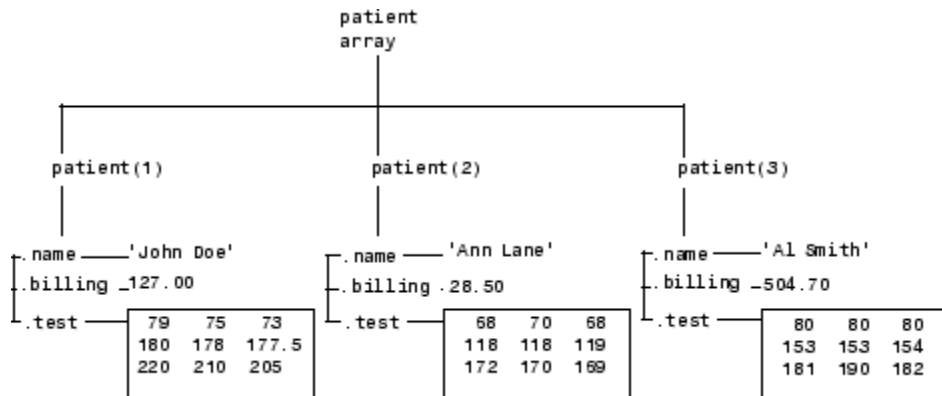 patient
array
patient(1) patient(2) patient(3)
.name 'John Doe' .name 'Ann Lane' .name 'Al Smith'
.billing 127.00 .billing 28.50 .billing 504.70
.test .test .test
79 75 73 68 70 68 80 80 80
180 178 177.5 118 118 119 153 153 154
220 210 205 172 170 169 181 190 182